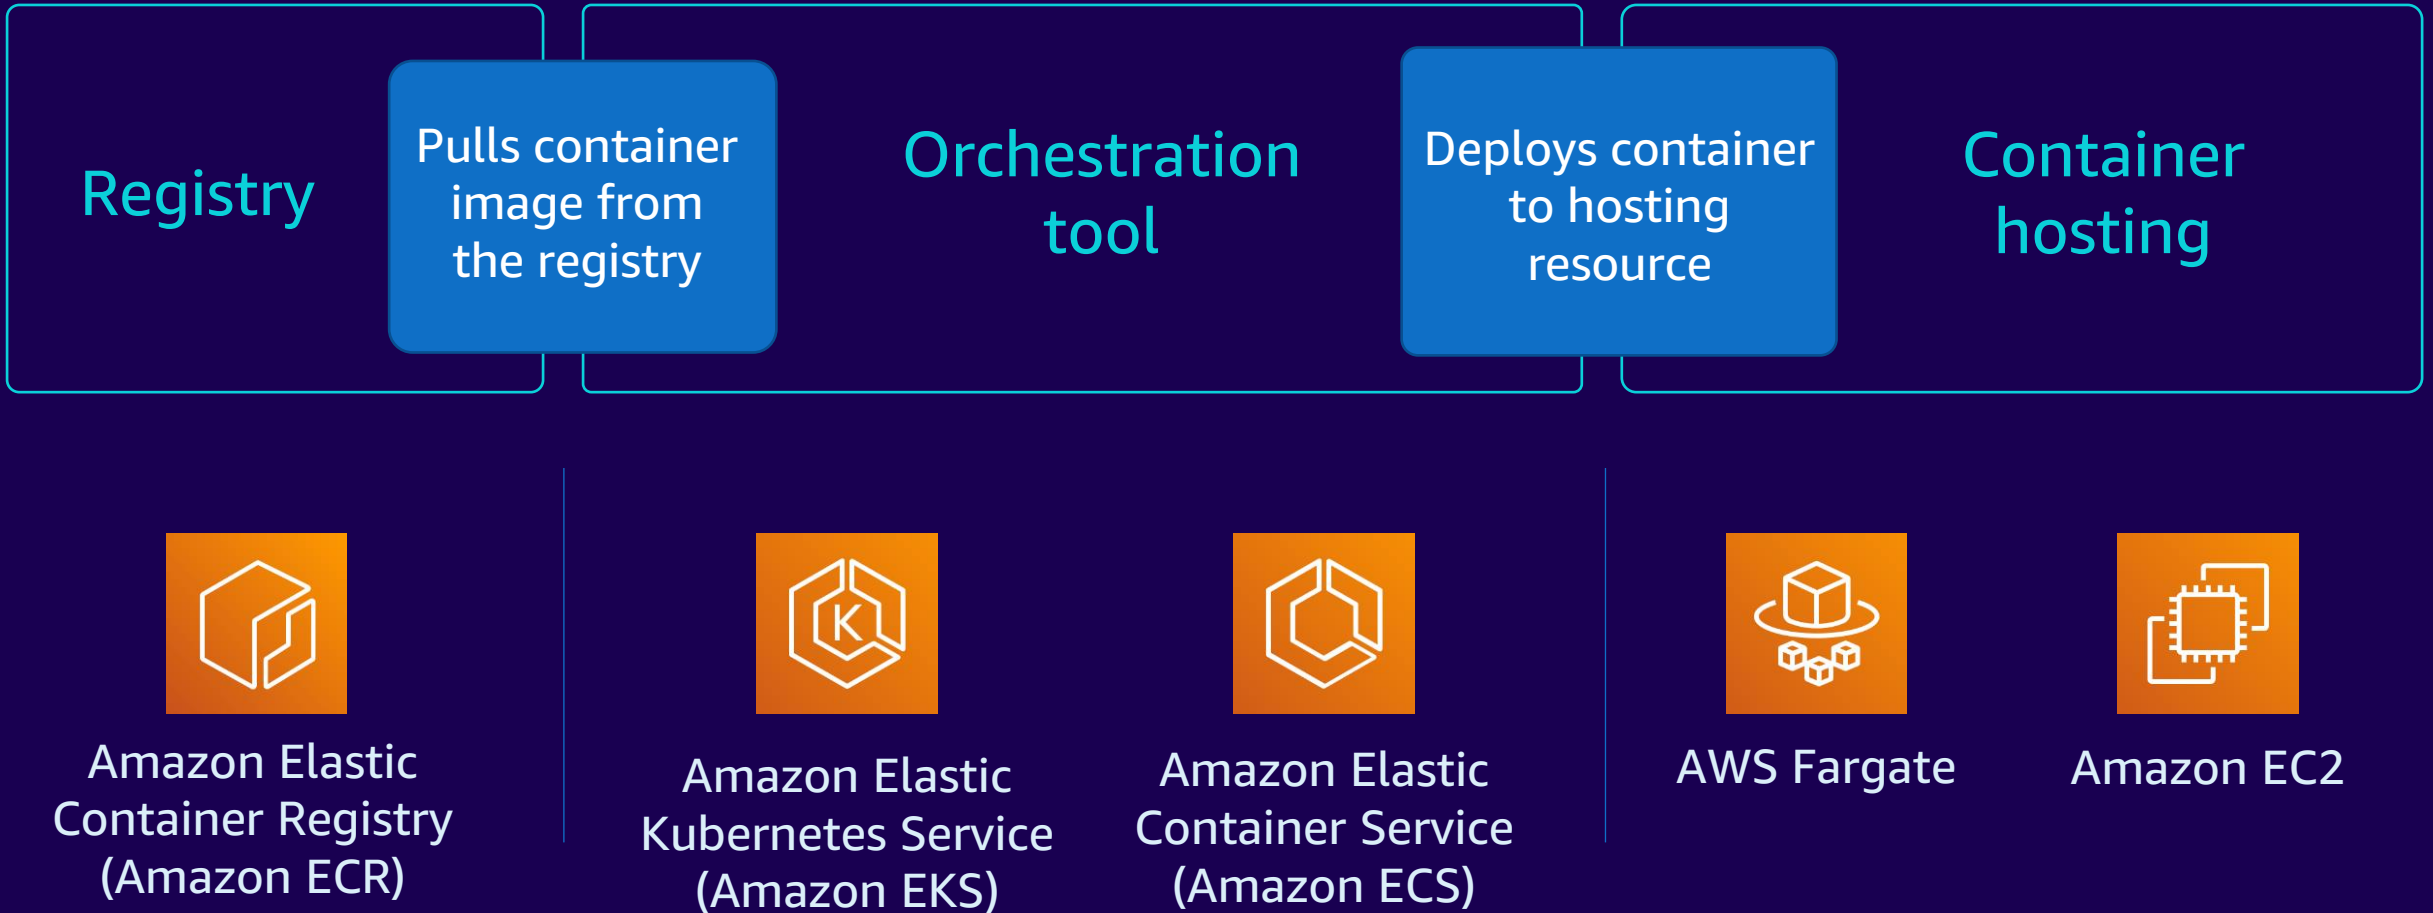 Registry
Pulls container
image from
the registry
Orchestration
tool
Deploys container
to hosting
resource
Container
hosting
Amazon Elastic
Container Registry
(Amazon ECR)
K
Amazon Elastic
Kubernetes Service
(Amazon EKS)
Amazon Elastic
Container Service
(Amazon ECS)
AWS Fargate
Amazon EC2